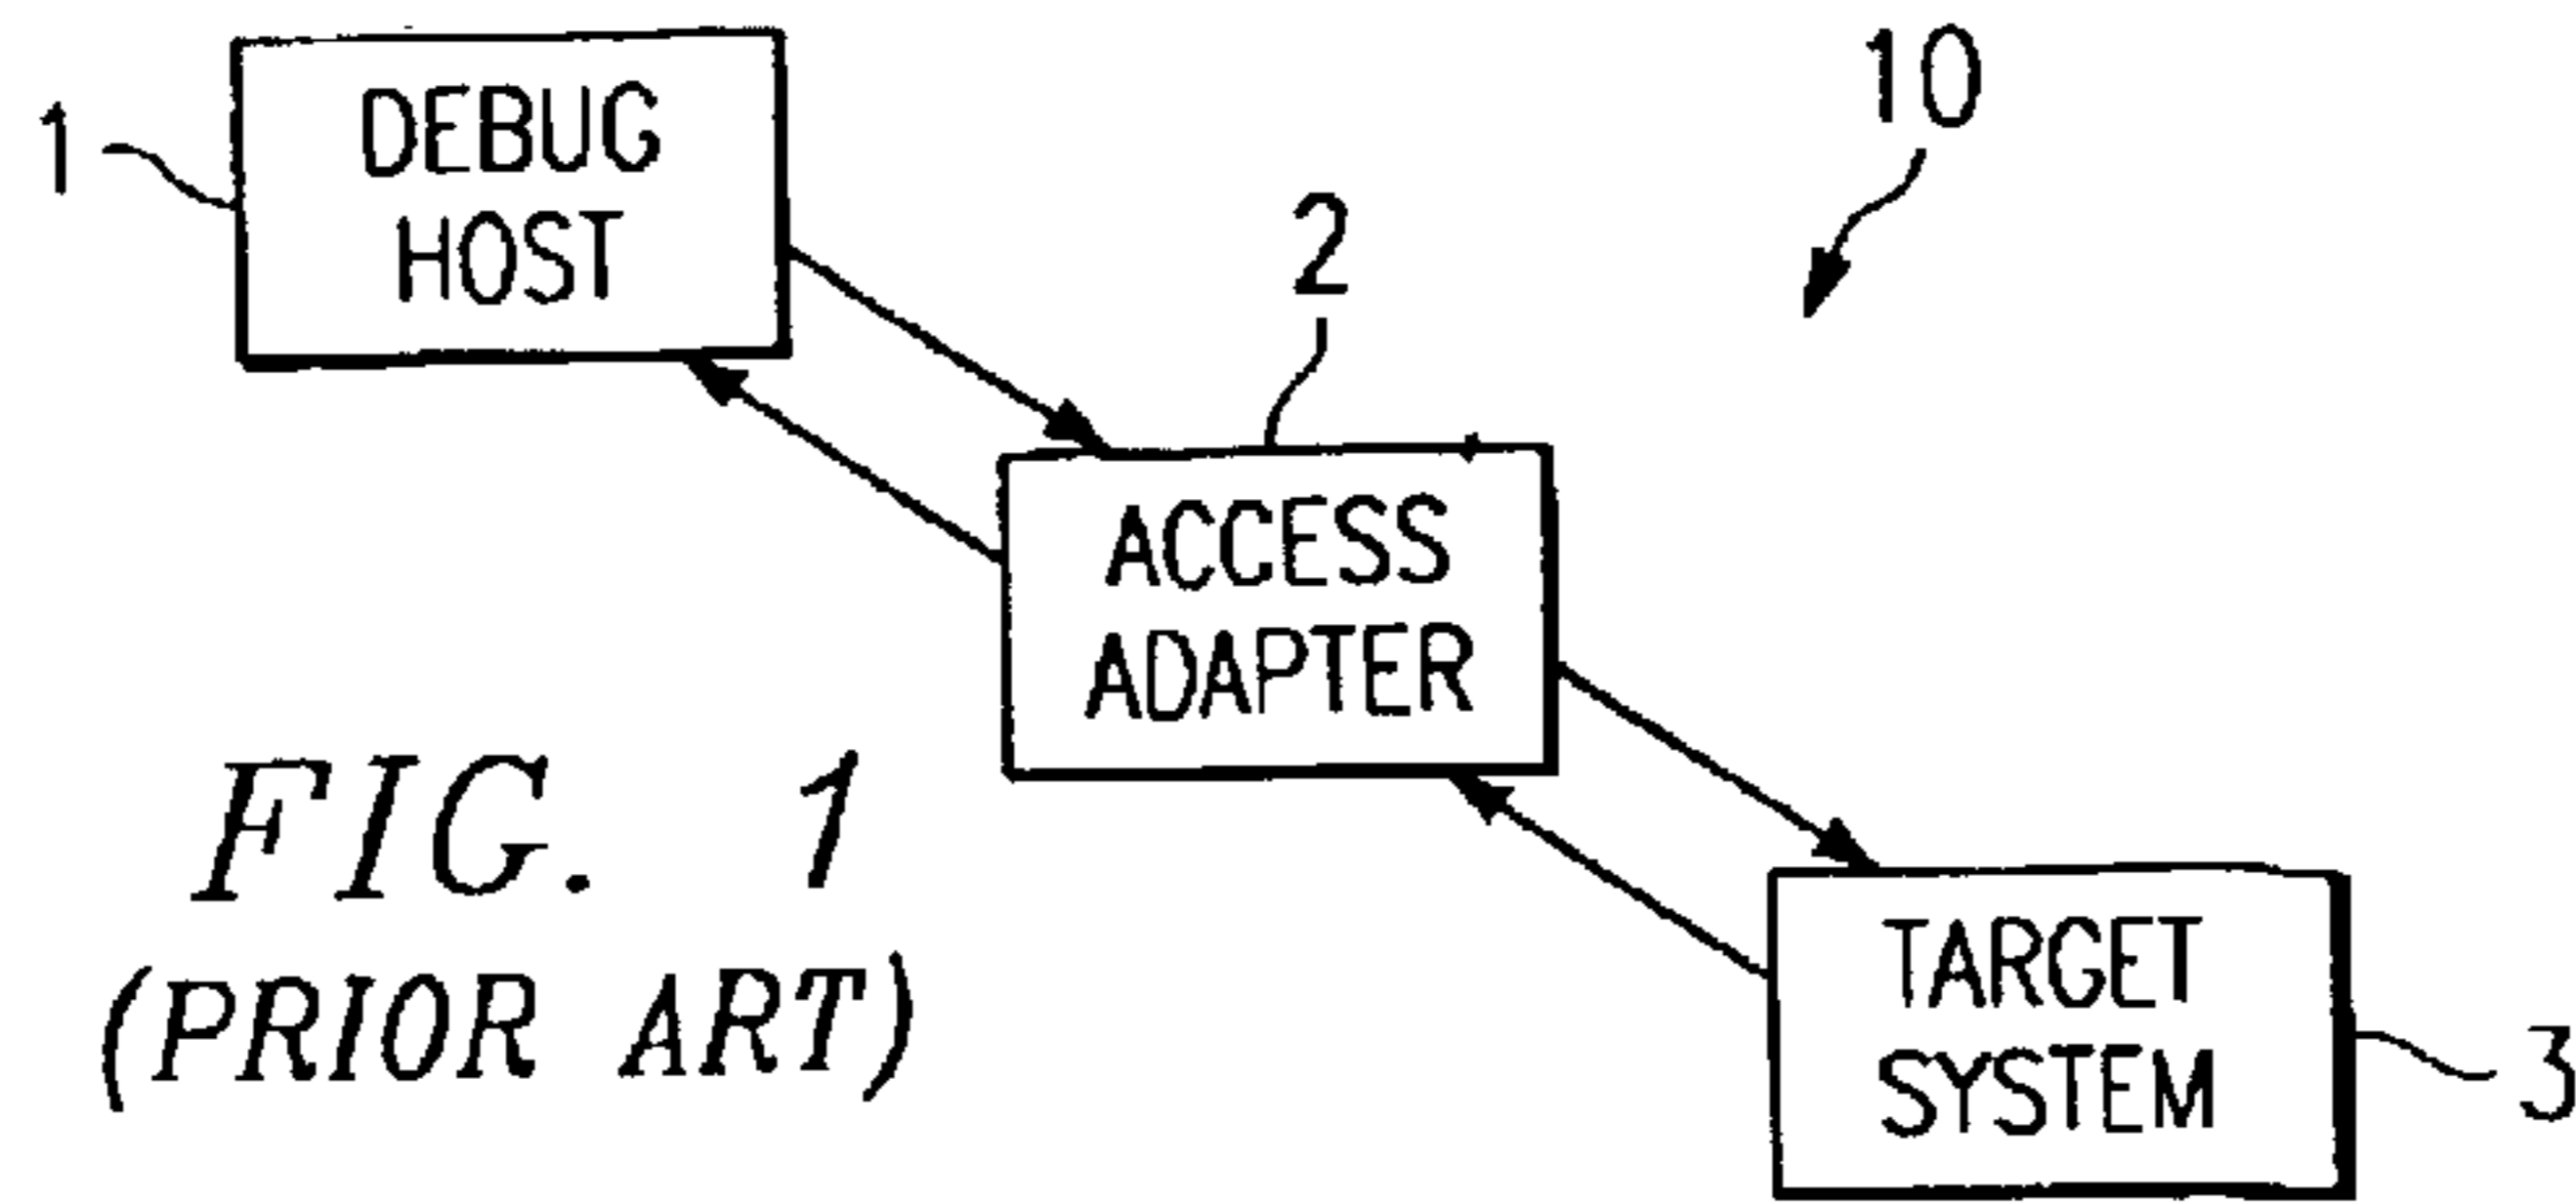 1
DEBUG
HOST
10
2
ACCESS
ADAPTER
FIG. 1
(PRIOR ART)
TARGET
SYSTEM
3